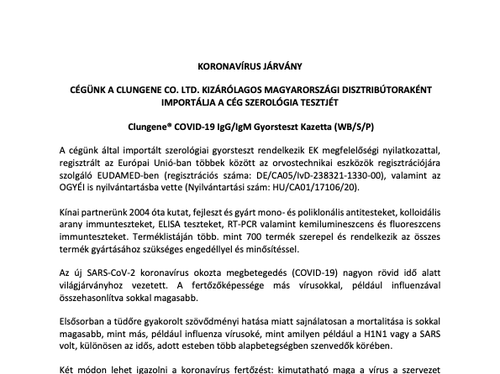 KORONAVÍRUS JÁRVÁNY
CÉGÜNK A CLUNGENE CO. LTD. KIZÁRÓLAGOS MAGYARORSZÁGI DISZTRIBÚTORAKÉNT
IMPORTÁLJA A CÉG SZEROLÓGIA TESZTJÉT
Clungene® COVID-19 IgG/IgM Gyorsteszt Kazetta (WB/S/P)
A cégünk által importált szerológiai gyorsteszt rendelkezik EK megfelelőségi nyilatkozattal,
regisztrált az Európai Unió-ban többek között az orvostechnikai eszközök regisztrációjára
szolgáló EUDAMED-ben (regisztrációs száma: DE/CA05/IvD-238321-1330-00), valamint az
OGYÉI is nyilvántartásba vette (Nyilvántartási szám: HU/CA01/17106/20).
Kínai partnerünk 2004 óta kutat, fejleszt és gyárt mono- és poliklonális antitesteket, kolloidális
arany immunteszteket, ELISA teszteket, RT-PCR valamint kemilumineszcens és fluoreszcens
immunteszteket. Terméklistáján több. mint 700 termék szerepel és rendelkezik az összes
termék gyártásához szükséges engedéllyel és minősítéssel.
Az új SARS-CoV-2 koronavírus okozta megbetegedés (COVID-19) nagyon rövid idő alatt
világjárványhoz vezetett. A fertőzőképessége más vírusokkal, például influenzával
összehasonlítva sokkal magasabb.
Elsősorban a tüdőre gyakorolt szövődményi hatása miatt sajnálatosan a mortalitása is sokkal
magasabb, mint más, például influenza vírusoké, mint amilyen például a H1N1 vagy a SARS
volt, különösen az idős, adott esteben több alapbetegségben szenvedők körében.
Két módon lehet igazolni a koronavírus fertőzést: kimutatható maga a vírus a szervezet